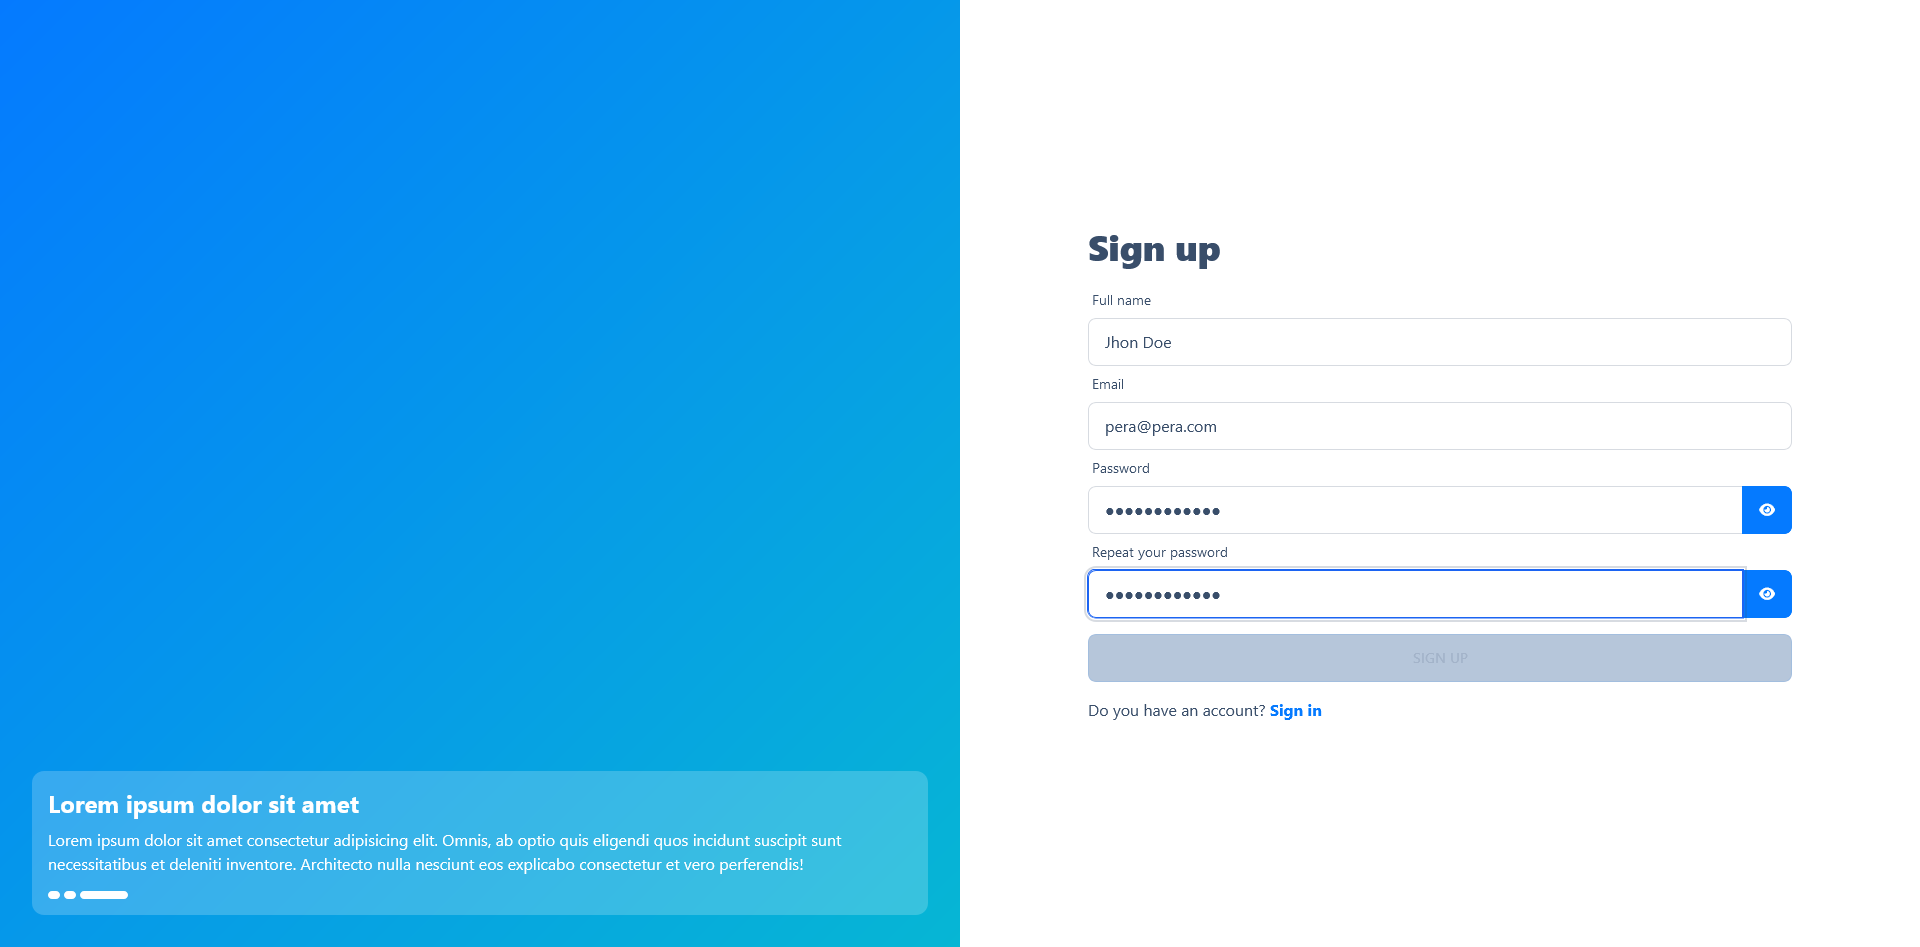 Sign up
Full name
Jhon Doe
Email
pera@pera.com
Password
••••••••••••
Repeat your password
••••••••••••
SIGN UP
Do you have an account? Sign in
Lorem ipsum dolor sit amet
Lorem ipsum dolor sit amet consectetur adipisicing elit. Omnis, ab optio quis eligendi quos incidunt suscipit sunt
necessitatibus et deleniti inventore. Architecto nulla nesciunt eos explicabo consectetur et vero perferendis!